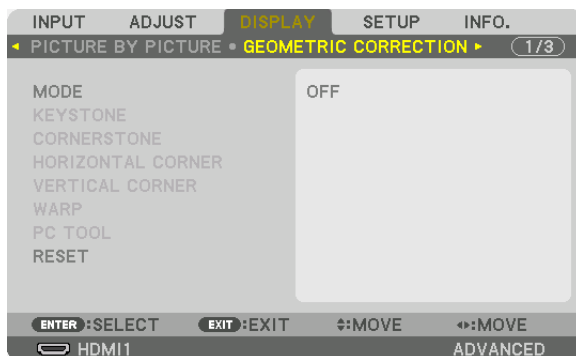 INPUT ADJUST DISPLAY SETUP INFO.
◂ PICTURE BY PICTURE • GEOMETRIC CORRECTION ▸ 1/3
MODE OFF
KEYSTONE
CORNERSTONE
HORIZONTAL CORNER
VERTICAL CORNER
WARP
PC TOOL
RESET
ENTER :SELECT EXIT :EXIT :MOVE :MOVE
HDMI1 ADVANCED